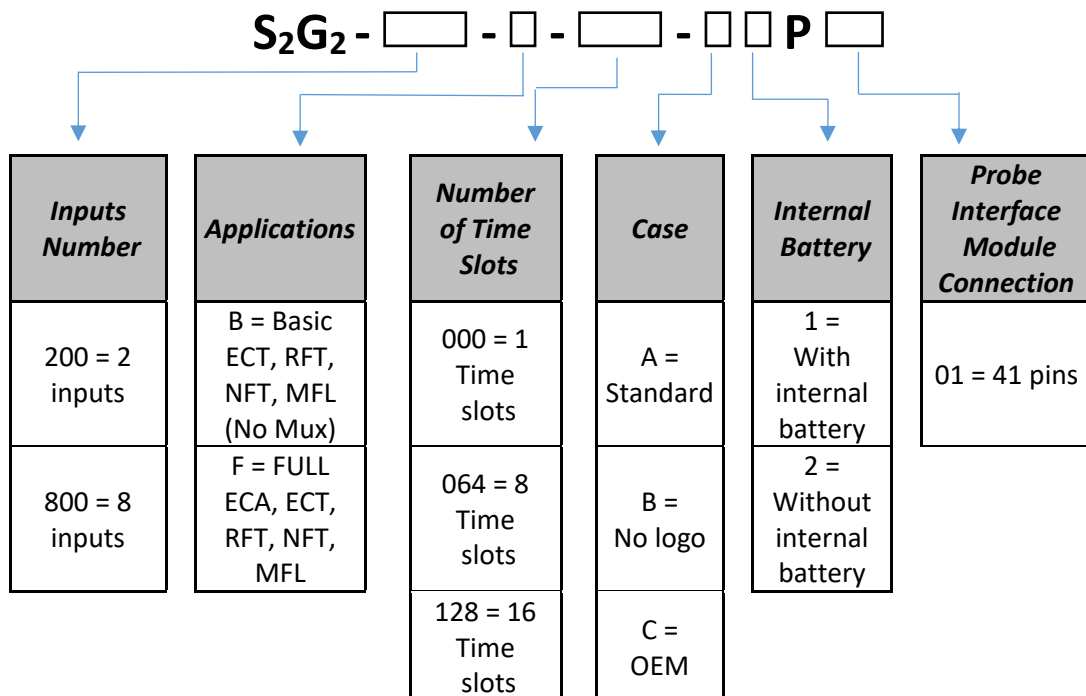 S₂G₂ - - - - P
Inputs
Number
200 = 2
inputs
800 = 8
inputs
Applications
B = Basic
ECT, RFT,
NFT, MFL
(No Mux)
F = FULL
ECA, ECT,
RFT, NFT,
MFL
Number
of Time
Slots
000 = 1
Time
slots
064 = 8
Time
slots
128 = 16
Time
slots
Case
A =
Standard
B =
No logo
C =
OEM
Internal
Battery
1 =
With
internal
battery
2 =
Without
internal
battery
Probe
Interface
Module
Connection
01 = 41 pins